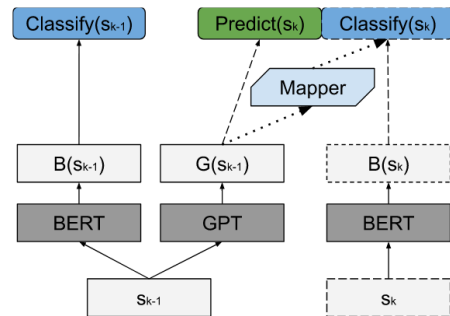 Classify(sₖ₋₁)
Predict(sₖ)
Classify(sₖ)
Mapper
B(sₖ₋₁)
G(sₖ₋₁)
B(sₖ)
BERT
GPT
BERT
sₖ₋₁
sₖ